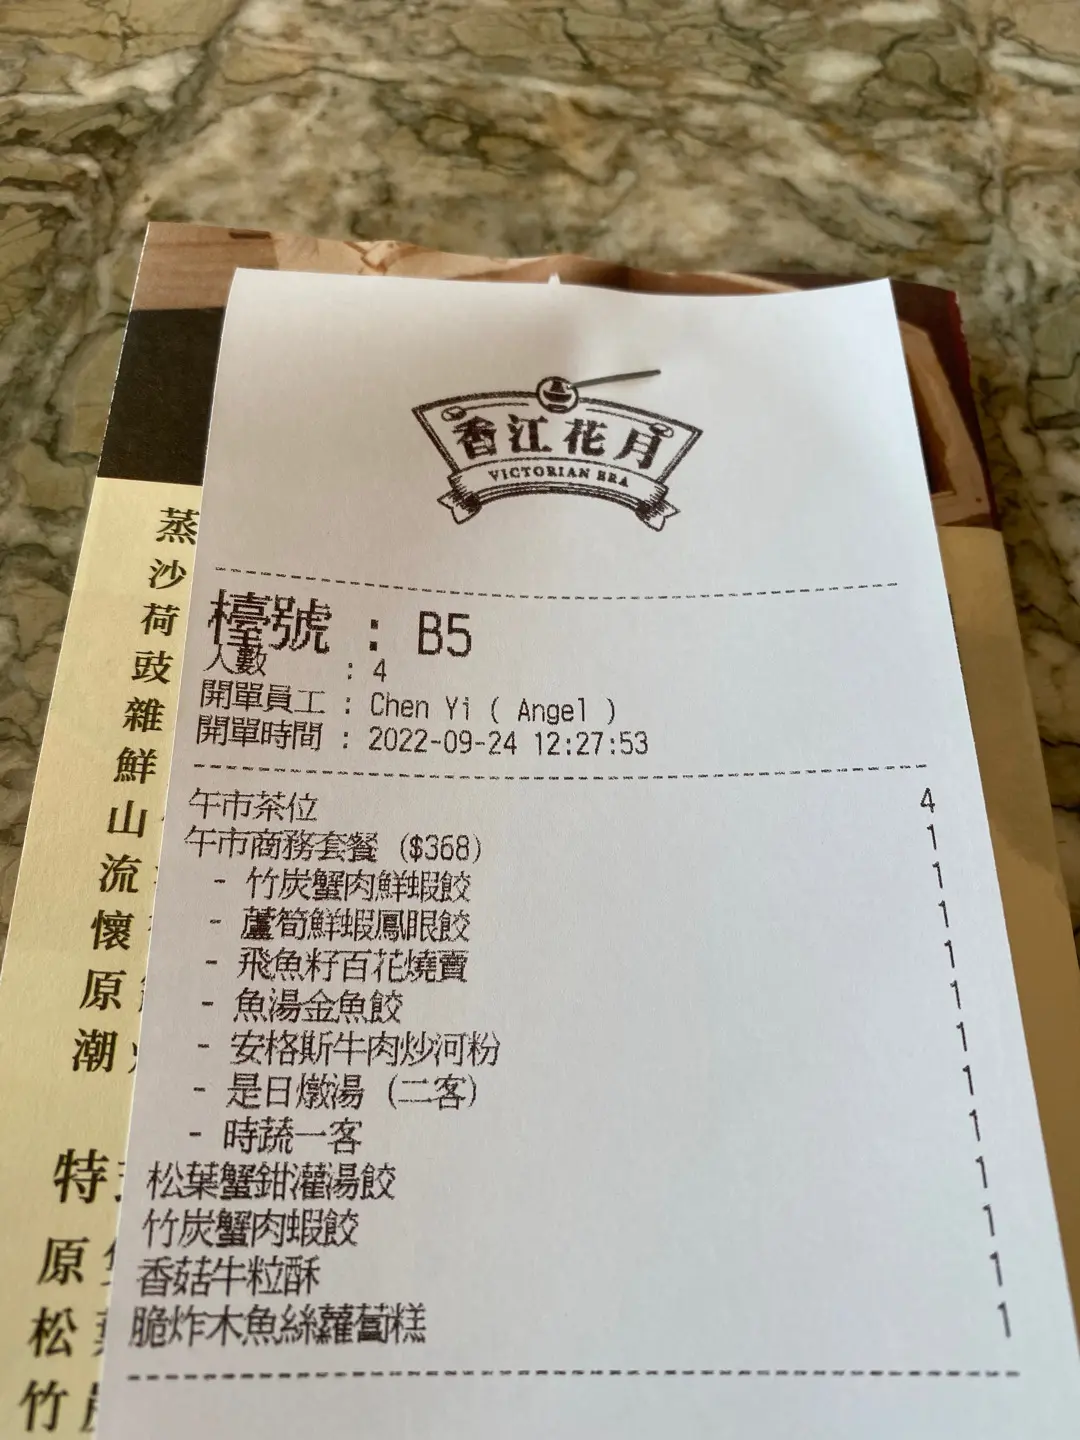 香江花月
VICTORIAN ERA
檯號 : B5
人數 : 4
開單員工 : Chen Yi ( Angel )
開單時間 : 2022-09-24 12:27:53
午市茶位 4
午市商務套餐 ($368) 1
- 竹炭蟹肉鮮蝦餃 1
- 蘆筍鮮蝦鳳眼餃 1
- 飛魚籽百花燒賣 1
- 魚湯金魚餃 1
- 安格斯牛肉炒河粉 1
- 是日燉湯 (二客) 1
- 時蔬一客 1
松葉蟹鉗灌湯餃 1
竹炭蟹肉蝦餃 1
香菇牛粒酥 1
脆炸木魚絲蘿蔔糕 1
蒸
沙
荷
豉
雜
鮮
山
流
懷
原
潮
特
原
松
竹